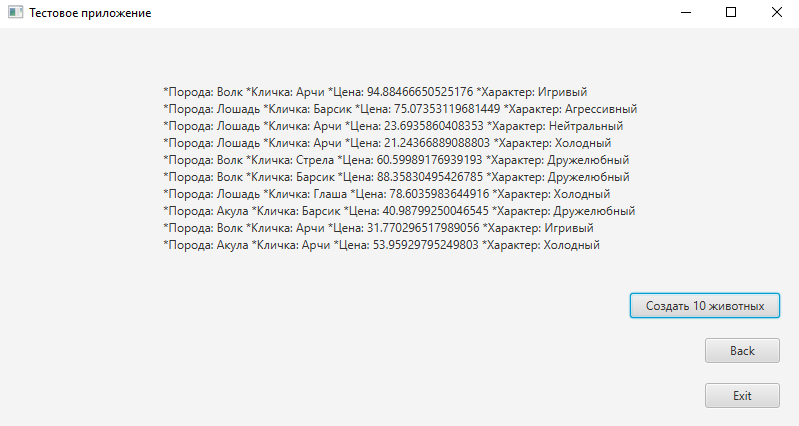 Тестовое приложение
*Порода: Волк *Кличка: Арчи *Цена: 94.88466650525176 *Характер: Игривый
*Порода: Лошадь *Кличка: Барсик *Цена: 75.07353119681449 *Характер: Агрессивный
*Порода: Лошадь *Кличка: Арчи *Цена: 23.6935860408353 *Характер: Нейтральный
*Порода: Лошадь *Кличка: Арчи *Цена: 21.24366889088803 *Характер: Холодный
*Порода: Волк *Кличка: Стрела *Цена: 60.59989176939193 *Характер: Дружелюбный
*Порода: Волк *Кличка: Барсик *Цена: 88.35830495426785 *Характер: Дружелюбный
*Порода: Лошадь *Кличка: Глаша *Цена: 78.6035983644916 *Характер: Холодный
*Порода: Акула *Кличка: Барсик *Цена: 40.98799250046545 *Характер: Дружелюбный
*Порода: Волк *Кличка: Арчи *Цена: 31.770296517989056 *Характер: Игривый
*Порода: Акула *Кличка: Арчи *Цена: 53.95929795249803 *Характер: Холодный
Создать 10 животных
Back
Exit